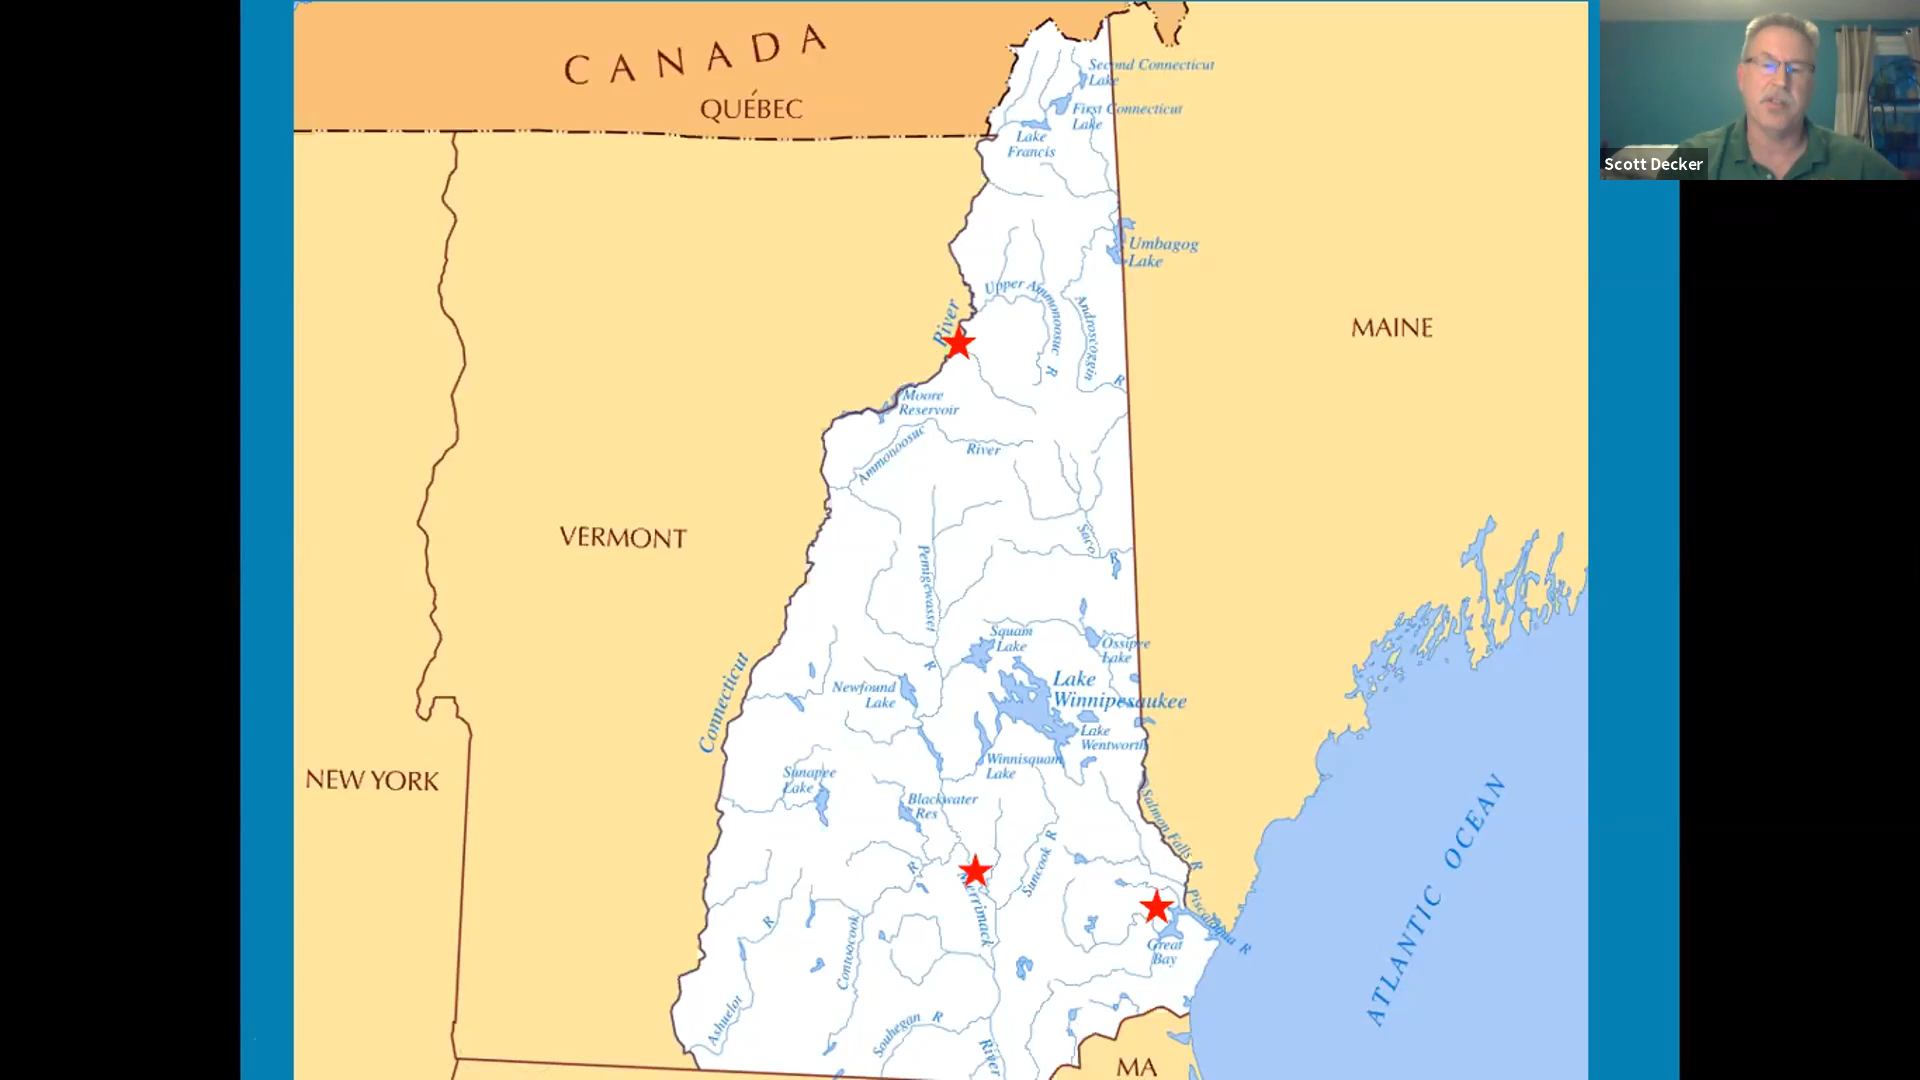 CANADA
QUÉBEC
Second Connecticut
Lake
First Connecticut
Lake
Lake
Francis
Scott Decker
Umbagog
Lake
Upper Ammonoosuc R
Androscoggin R
River
MAINE
Moore
Reservoir
Ammonoosuc River
VERMONT
Saco R
Pemigewasset R
Squam
Lake
Ossipee
Lake
Connecticut
Newfound
Lake
Lake
Winnipesaukee
Lake
Wentworth
Winnisquam
Lake
NEW YORK
Sunapee
Lake
Blackwater
Res
Salmon Falls R
Suncook R
Merrimack
River
Piscataqua R
Great
Bay
R
Contoocook
R
Ashuelot
Souhegan R
ATLANTIC OCEAN
MA